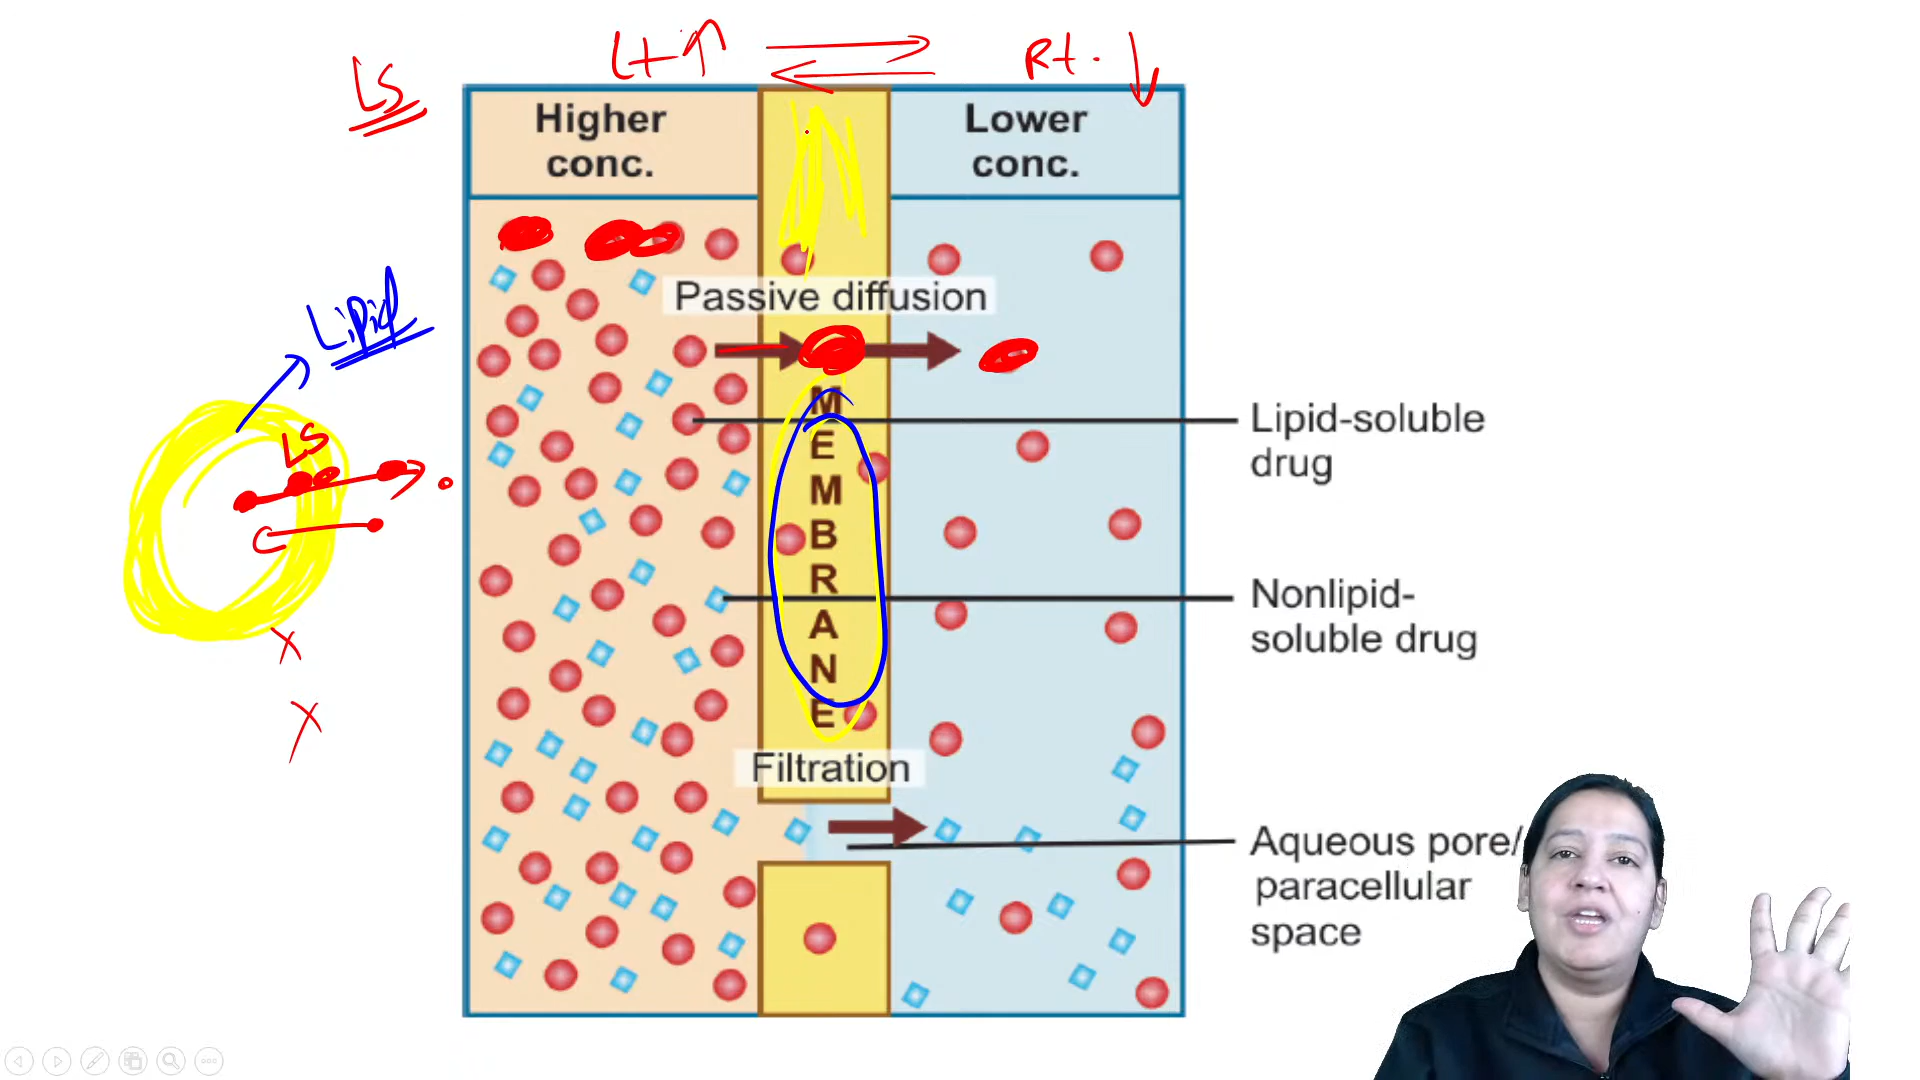 Lt ↑
Rt. ↓
LS
Higher
conc.
Lower
conc.
Passive diffusion
Lipid
LS
MEMBRANE
Lipid-soluble
drug
Nonlipid-
soluble drug
Filtration
Aqueous pore/
paracellular
space
X
X